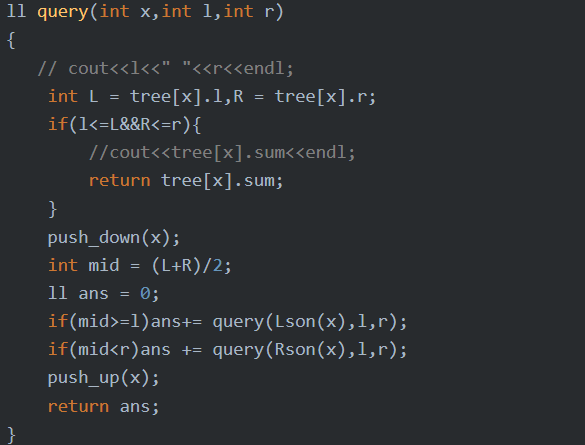 ll query(int x,int l,int r)
{
// cout<<l<<" "<<r<<endl;
int L = tree[x].l,R = tree[x].r;
if(l<=L&&R<=r){
//cout<<tree[x].sum<<endl;
return tree[x].sum;
}
push_down(x);
int mid = (L+R)/2;
ll ans = 0;
if(mid>=l)ans+= query(Lson(x),l,r);
if(mid<r)ans += query(Rson(x),l,r);
push_up(x);
return ans;
}